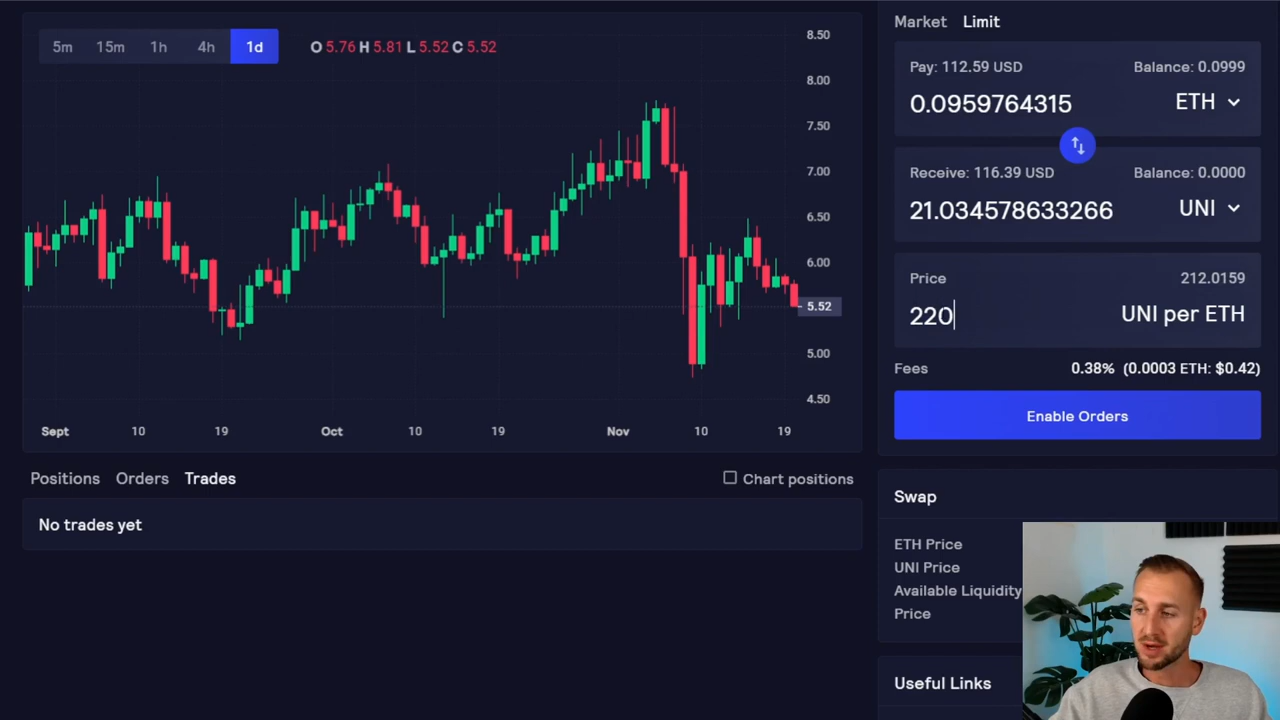 5m 15m 1h 4h 1d
O 5.76 H 5.81 L 5.52 C 5.52
8.50
8.00
7.50
7.00
6.50
6.00
5.52
5.00
4.50
Sept 10 19 Oct 10 19 Nov 10 19
Positions Orders Trades
Chart positions
No trades yet
Market Limit
Pay: 112.59 USD Balance: 0.0999
0.0959764315 ETH
Receive: 116.39 USD Balance: 0.0000
21.034578633266 UNI
Price 212.0159
220 UNI per ETH
Fees 0.38% (0.0003 ETH: $0.42)
Enable Orders
Swap
ETH Price
UNI Price
Available Liquidity
Price
Useful Links